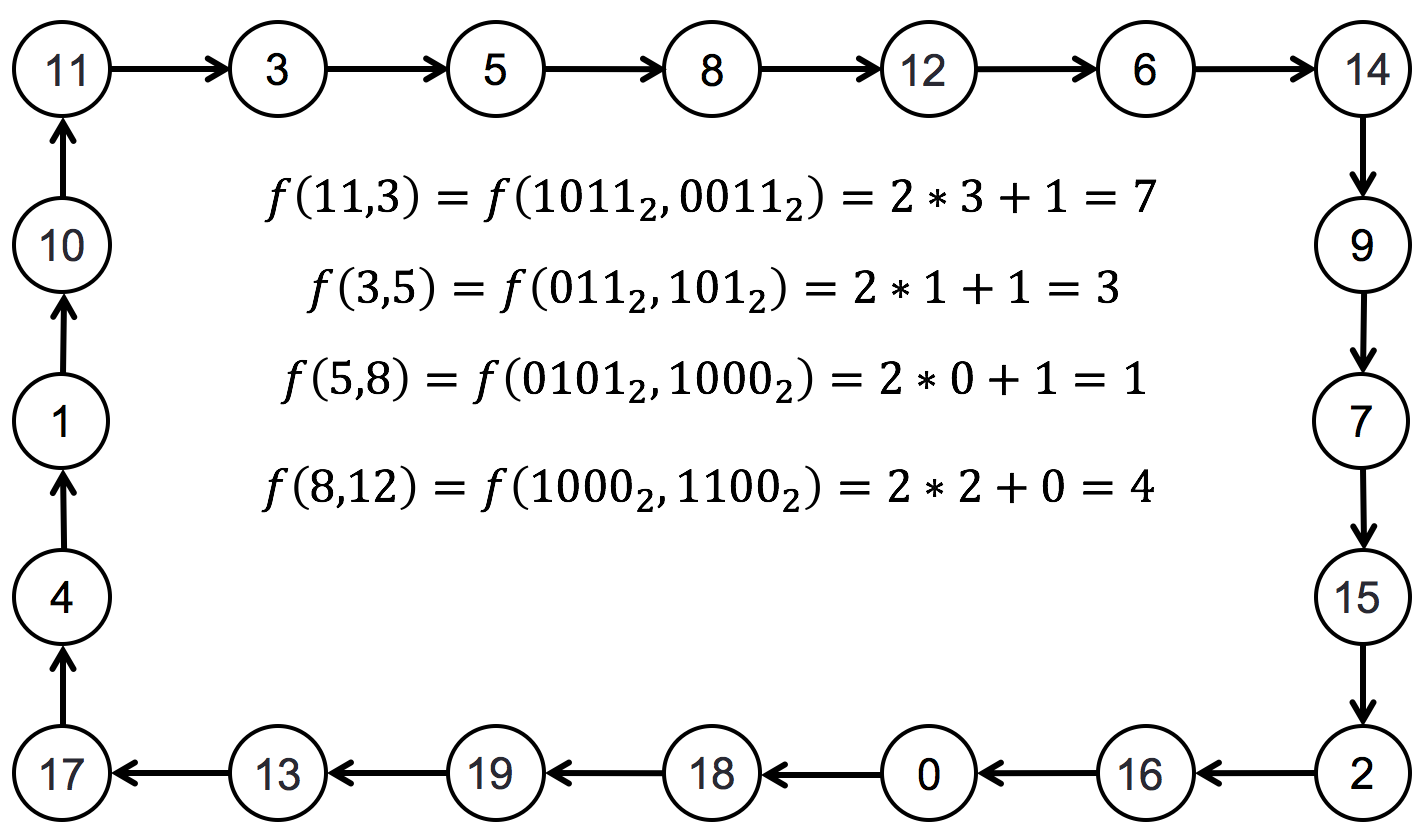 11 3 5 8 12 6 14
f(11,3) = f(1011₂, 0011₂) = 2 * 3 + 1 = 7
10 9
f(3,5) = f(011₂, 101₂) = 2 * 1 + 1 = 3
f(5,8) = f(0101₂, 1000₂) = 2 * 0 + 1 = 1
1 7
f(8,12) = f(1000₂, 1100₂) = 2 * 2 + 0 = 4
4 15
17 13 19 18 0 16 2